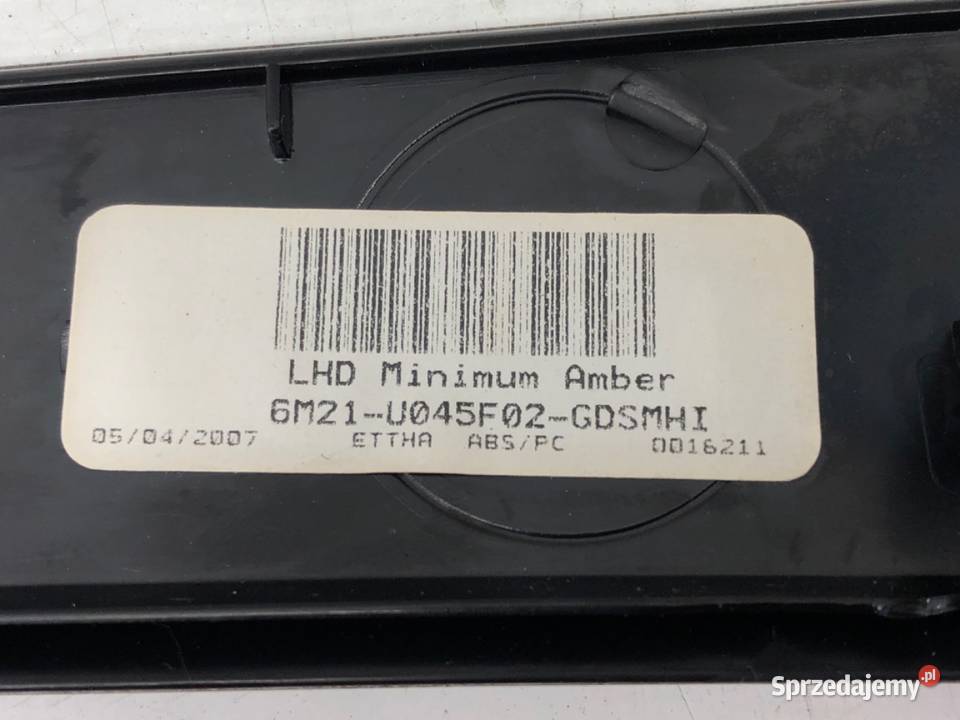 LHD Minimum Amber
6M21-U045F02-GDSMHI
05/04/2007 ETTHA ABS/PC 0016211
Sprzedajemy.pl